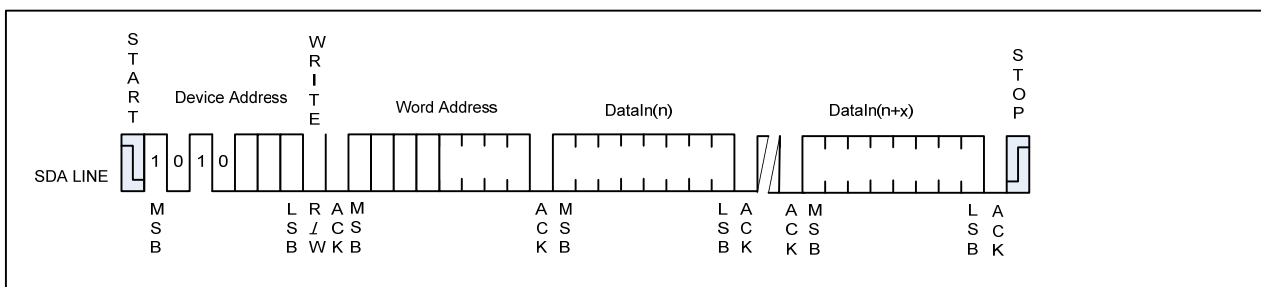 START
WRITE
STOP
Device Address
Word Address
DataIn(n)
DataIn(n+x)
SDA LINE
1 0 1 0
MSB
LSB
R/W
ACK
MSB
ACK
MSB
LSB
ACK
ACK
MSB
LSB
ACK